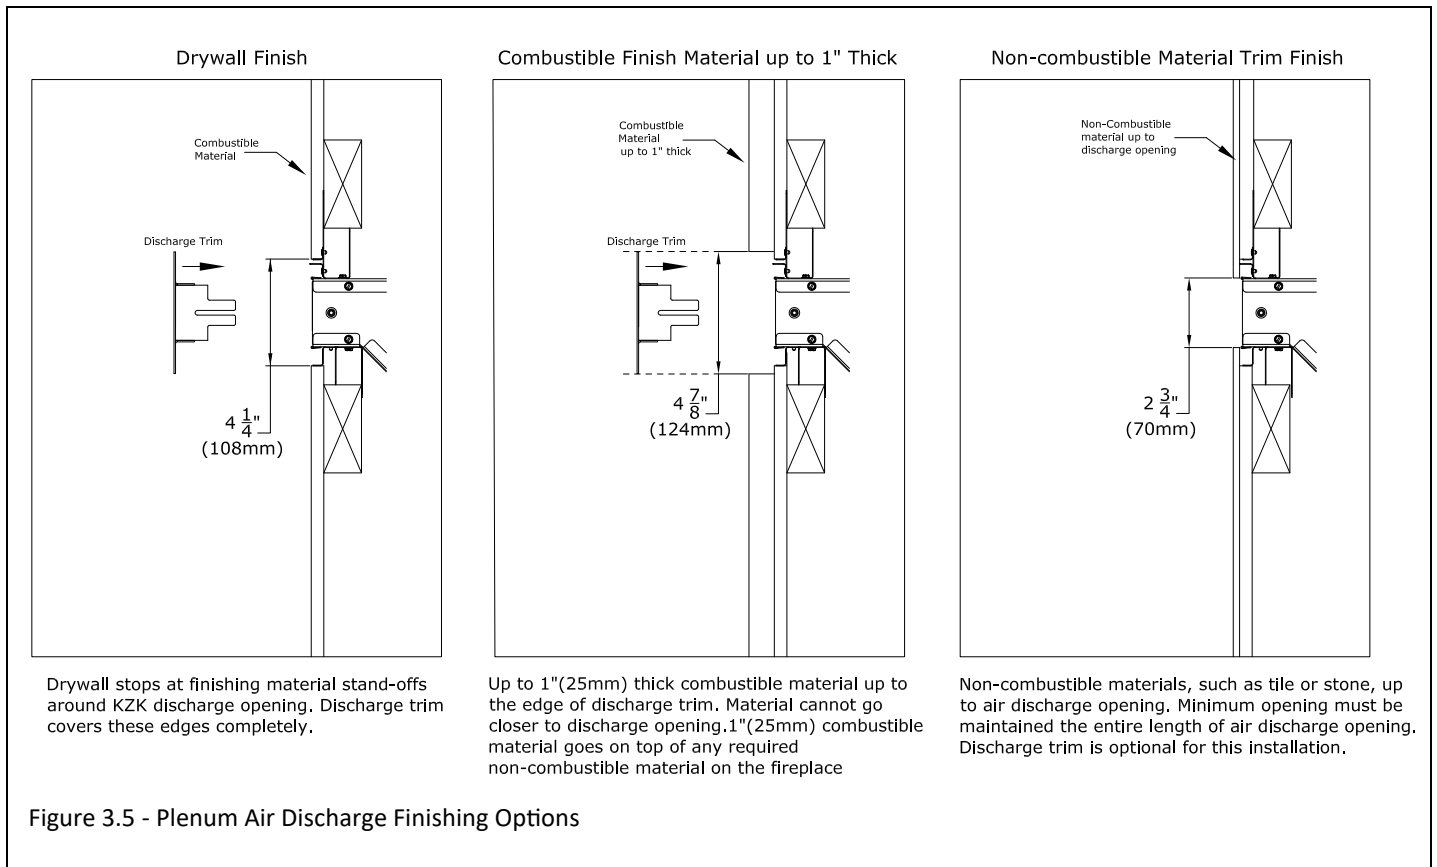 Drywall Finish
Combustible
Material
Discharge Trim
4 1/4"
(108mm)
Drywall stops at finishing material stand-offs
around KZK discharge opening. Discharge trim
covers these edges completely.
Combustible Finish Material up to 1" Thick
Combustible
Material
up to 1" thick
Discharge Trim
4 7/8"
(124mm)
Up to 1"(25mm) thick combustible material up to
the edge of discharge trim. Material cannot go
closer to discharge opening.1"(25mm) combustible
material goes on top of any required
non-combustible material on the fireplace
Non-combustible Material Trim Finish
Non-Combustible
material up to
discharge opening
2 3/4"
(70mm)
Non-combustible materials, such as tile or stone, up
to air discharge opening. Minimum opening must be
maintained the entire length of air discharge opening.
Discharge trim is optional for this installation.
Figure 3.5 - Plenum Air Discharge Finishing Options